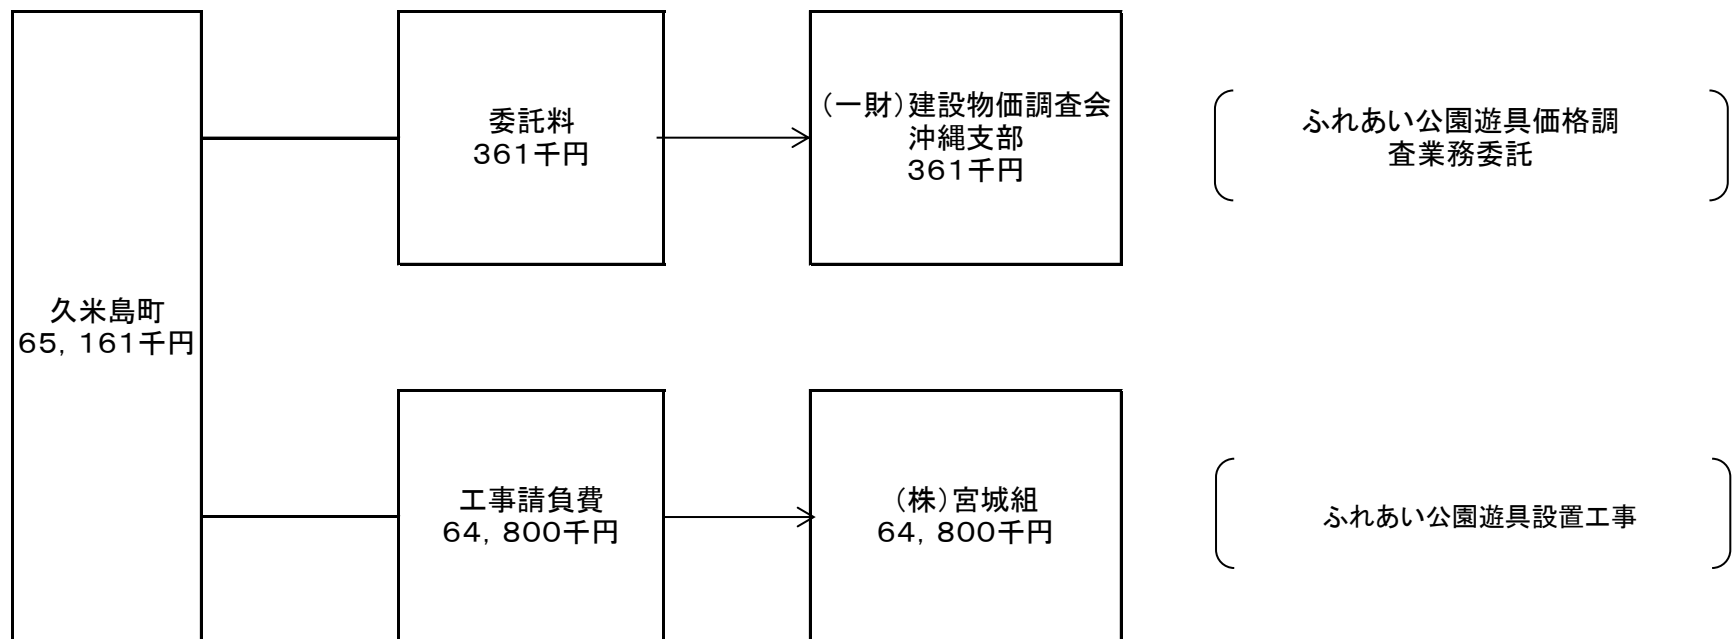 委託料
361千円
（一財）建設物価調査会
沖縄支部
361千円
ふれあい公園遊具価格調
査業務委託
久米島町
65，161千円
工事請負費
64，800千円
（株）宮城組
64，800千円
ふれあい公園遊具設置工事